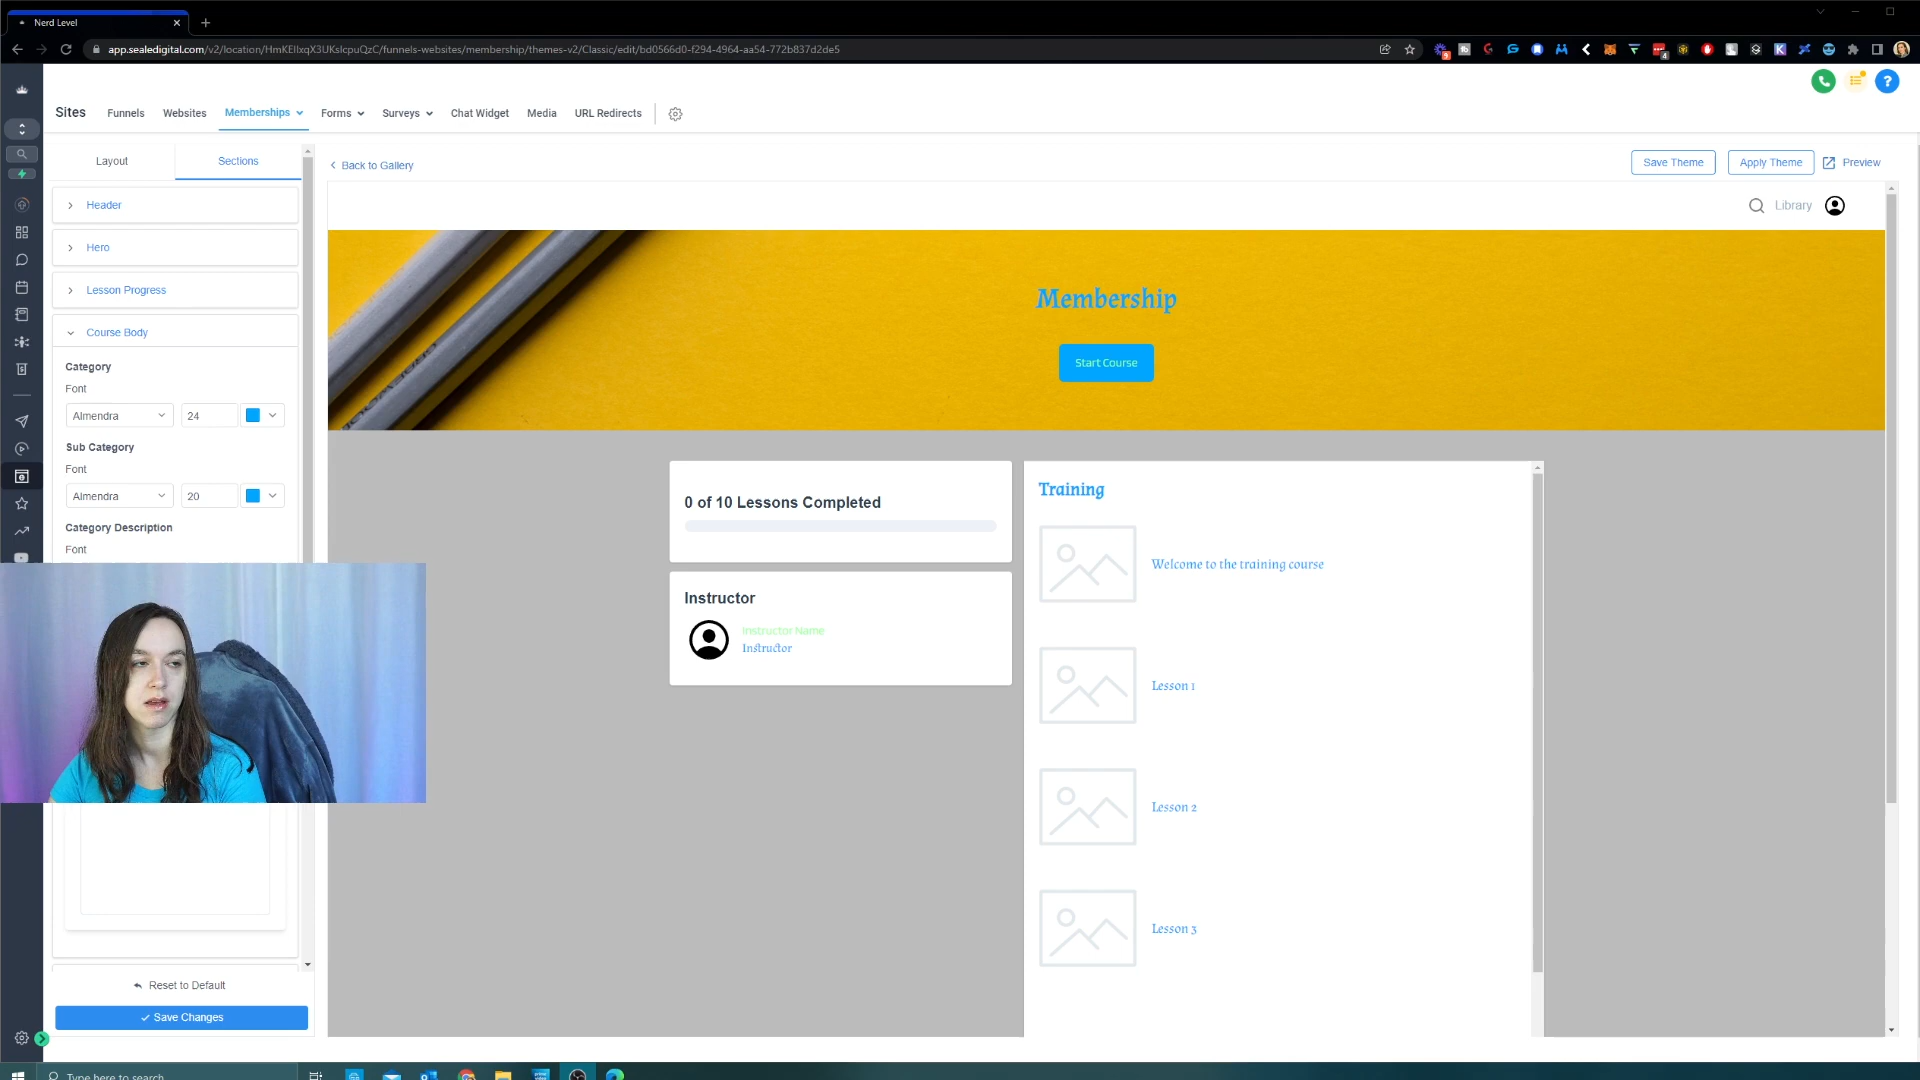 Nerd Level
app.sealedigital.com/v2/location/HmKEIlxqX3UKslcpuQzC/funnels-websites/membership/themes-v2/Classic/edit/bd0566d0-f294-4964-aa54-772b837d2de5
Sites
Funnels
Websites
Memberships
Forms
Surveys
Chat Widget
Media
URL Redirects
Layout
Sections
Back to Gallery
Save Theme
Apply Theme
Preview
Header
Hero
Lesson Progress
Course Body
Category
Font
Almendra
24
Sub Category
Font
Almendra
20
Category Description
Font
Reset to Default
Save Changes
Library
Membership
Start Course
0 of 10 Lessons Completed
Instructor
Instructor Name
Instructor
Training
Welcome to the training course
Lesson 1
Lesson 2
Lesson 3
Type here to search